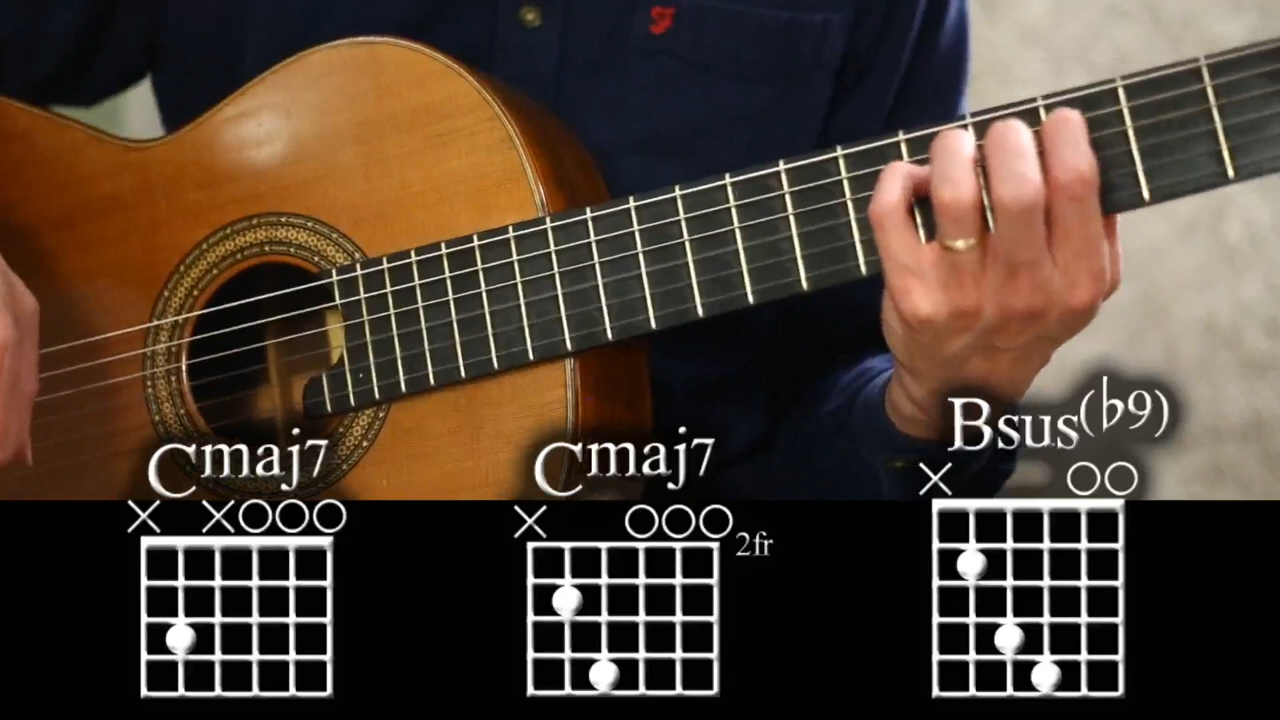 Cmaj7
Cmaj7
Bsus(♭9)
× ×○○○
× ○○○
2fr
× ○○